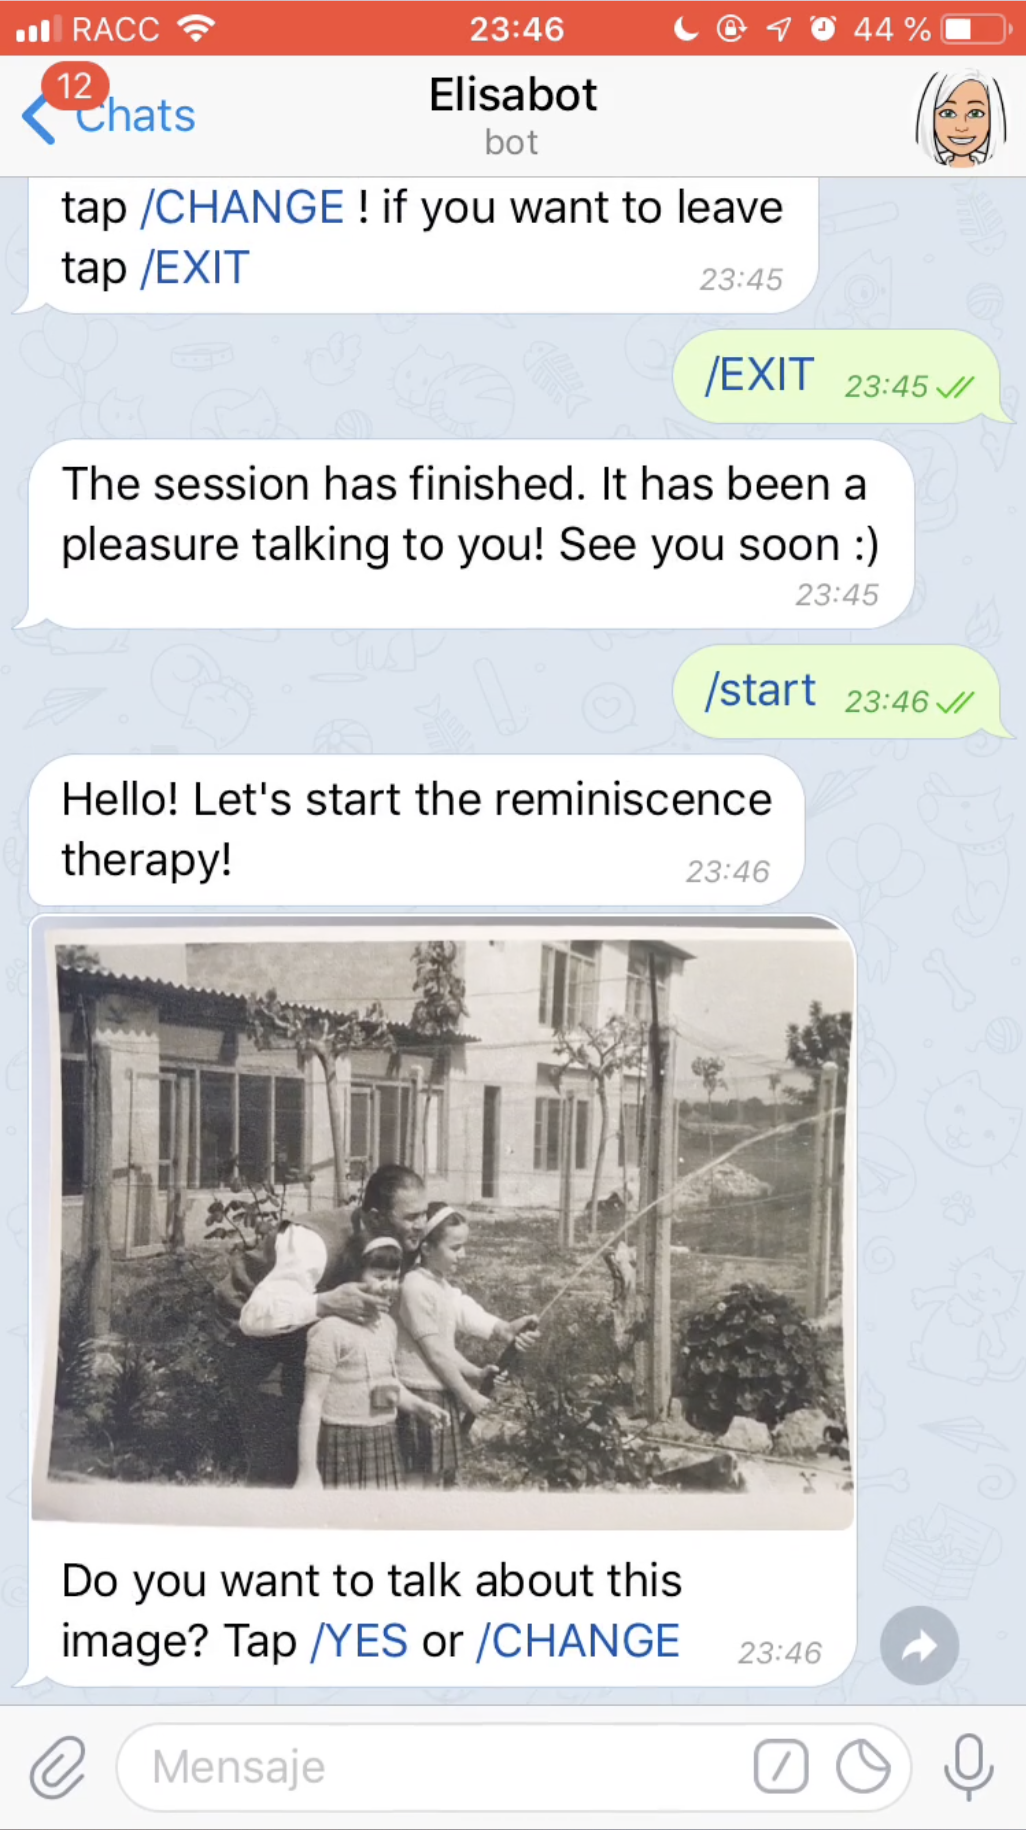 RACC 23:46 44 %
12
Chats
Elisabot
bot
tap /CHANGE ! if you want to leave
tap /EXIT 23:45
/EXIT 23:45
The session has finished. It has been a
pleasure talking to you! See you soon :)
23:45
/start 23:46
Hello! Let's start the reminiscence
therapy! 23:46
Do you want to talk about this
image? Tap /YES or /CHANGE 23:46
Mensaje